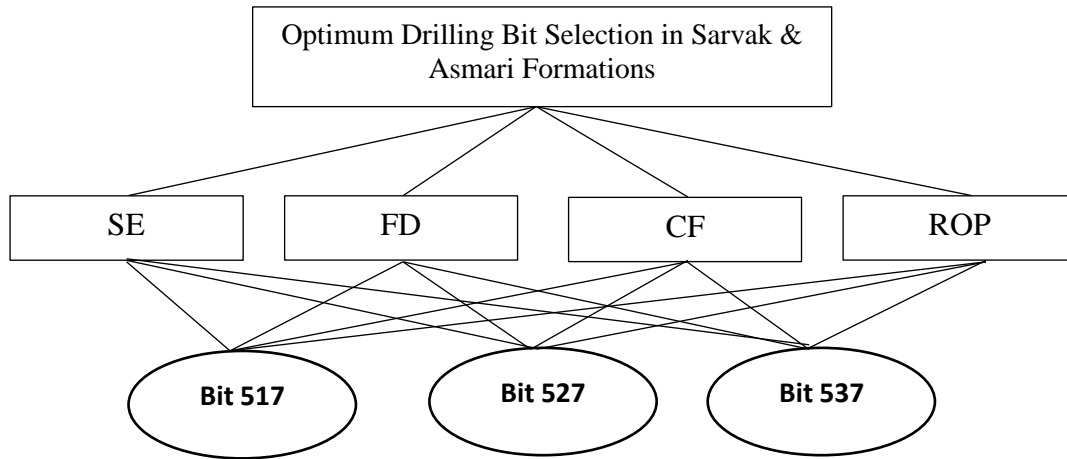 Optimum Drilling Bit Selection in Sarvak &
Asmari Formations
SE
FD
CF
ROP
Bit 517
Bit 527
Bit 537